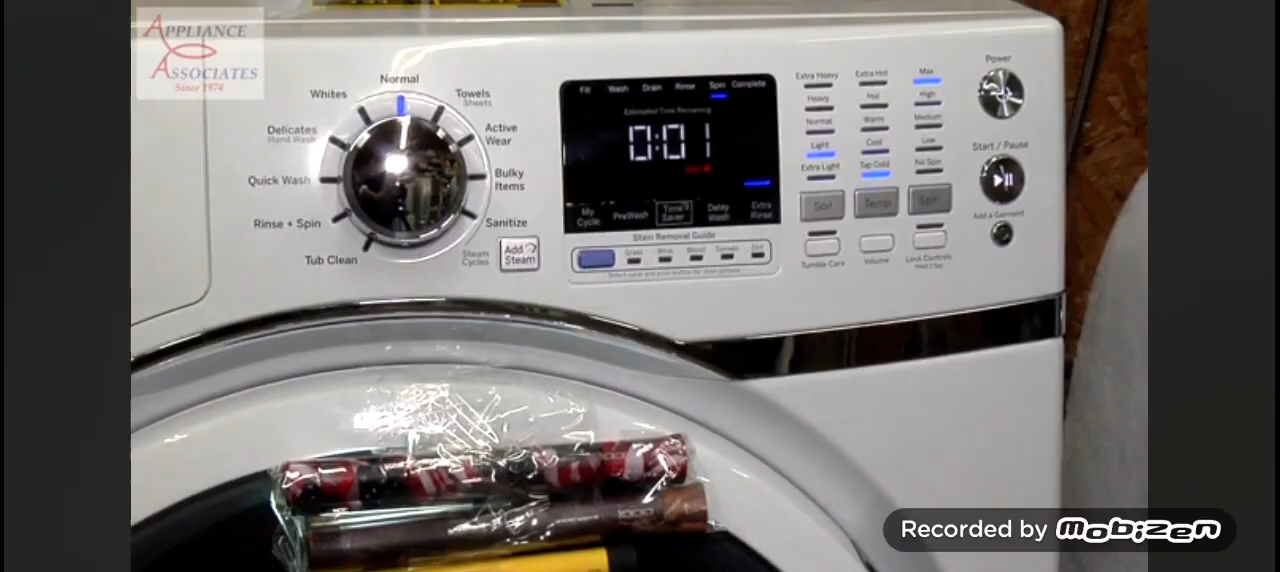 APPLIANCE
ASSOCIATES
Since 1974
Normal
Whites
Towels
Sheets
Delicates
Hand Wash
Active
Wear
Quick Wash
Bulky
Items
Rinse + Spin
Sanitize
Tub Clean
Steam
Cycles
Add
Steam
Fill Wash Drain Rinse Spin Complete
Estimated Time Remaining
0:01
My
Cycle
PreWash
Time
Saver
Delay
Wash
Extra
Rinse
Stain Removal Guide
Grass Wine Blood Tomato Dirt
Extra Heavy Extra Hot Max
Heavy Hot High
Normal Warm Medium
Light Cool Low
Extra Light Tap Cold No Spin
Soil Temp Spin
Tumble Care Volume Lock Controls
Power
Start / Pause
Add a Garment
Recorded by Mobizen